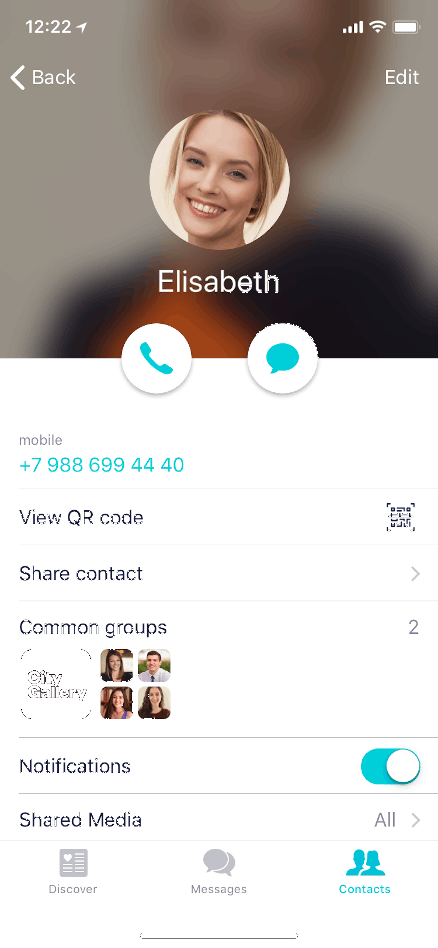 12:22
Back
Edit
Elisabeth
mobile
+7 988 699 44 40
View QR code
Share contact
Common groups
2
City
Gallery
Notifications
Shared Media
All
Discover
Messages
Contacts